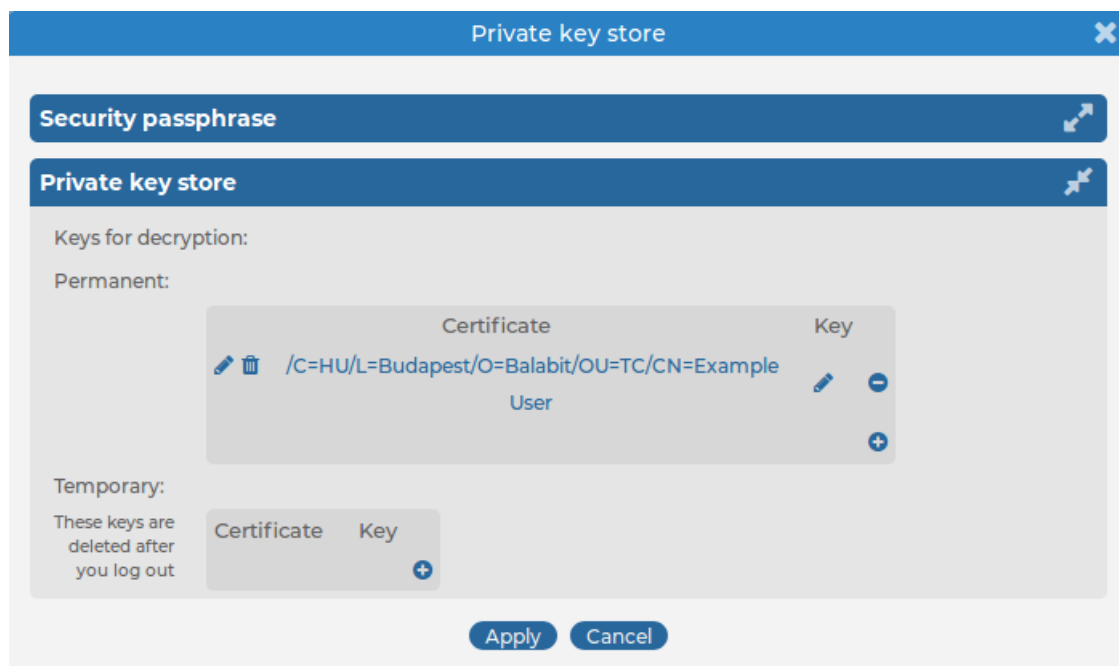 Private key store
Security passphrase
Private key store
Keys for decryption:
Permanent:
Certificate Key
/C=HU/L=Budapest/O=Balabit/OU=TC/CN=Example
User
Temporary:
These keys are
deleted after
you log out
Certificate Key
Apply Cancel